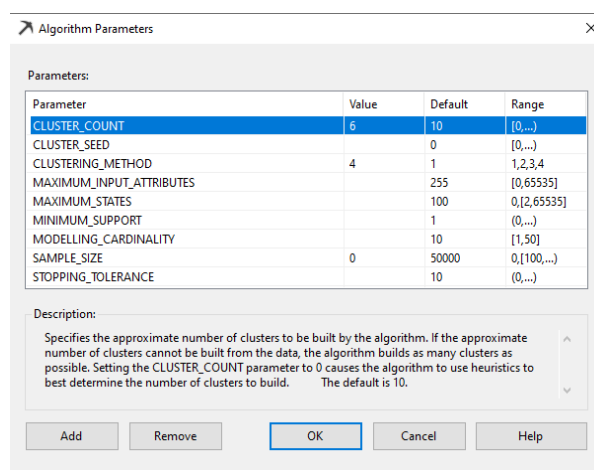 Algorithm Parameters
Parameters:
Parameter Value Default Range
CLUSTER_COUNT 6 10 [0,...)
CLUSTER_SEED 0 [0,...)
CLUSTERING_METHOD 4 1 1,2,3,4
MAXIMUM_INPUT_ATTRIBUTES 255 [0,65535]
MAXIMUM_STATES 100 0,[2,65535]
MINIMUM_SUPPORT 1 (0,...)
MODELLING_CARDINALITY 10 [1,50]
SAMPLE_SIZE 0 50000 0,[100,...)
STOPPING_TOLERANCE 10 (0,...)
Description:
Specifies the approximate number of clusters to be built by the algorithm. If the approximate
number of clusters cannot be built from the data, the algorithm builds as many clusters as
possible. Setting the CLUSTER_COUNT parameter to 0 causes the algorithm to use heuristics to
best determine the number of clusters to build. The default is 10.
Add Remove OK Cancel Help